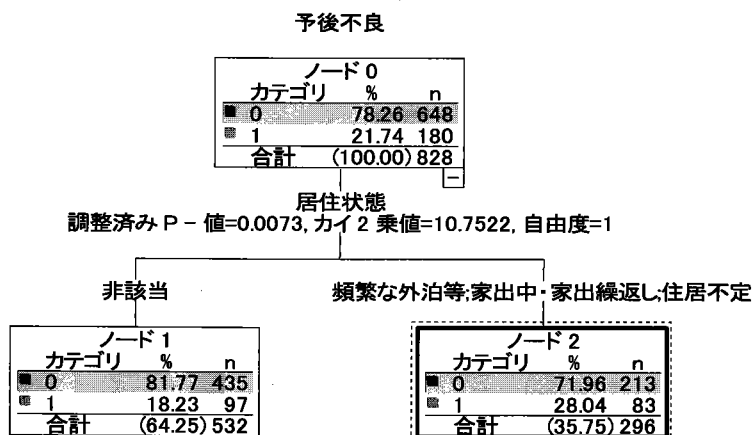 予後不良
ノード 0
カテゴリ % n
0 78.26 648
1 21.74 180
合計 (100.00) 828
居住状態
調整済み P － 値=0.0073, カイ 2 乗値=10.7522, 自由度=1
非該当
頻繁な外泊等;家出中・家出繰返し;住居不定
ノード 1
カテゴリ % n
0 81.77 435
1 18.23 97
合計 (64.25) 532
ノード 2
カテゴリ % n
0 71.96 213
1 28.04 83
合計 (35.75) 296